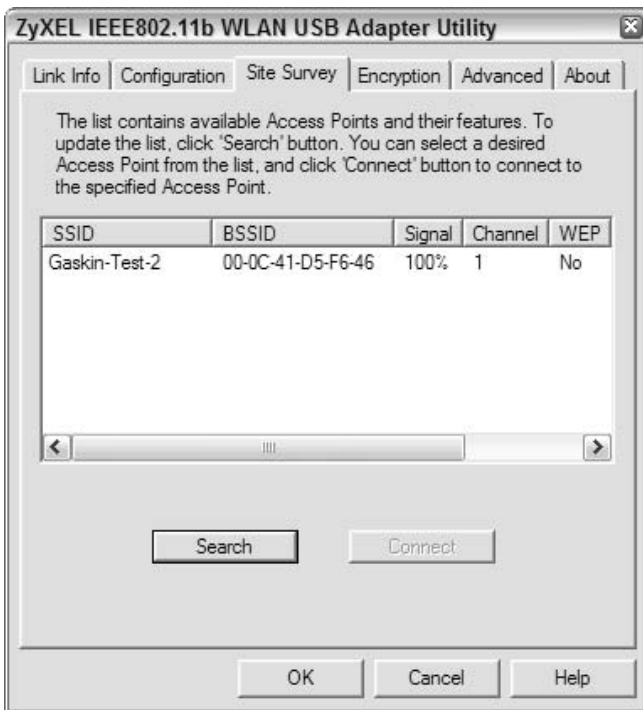 ZyXEL IEEE802.11b WLAN USB Adapter Utility
Link Info Configuration Site Survey Encryption Advanced About
The list contains available Access Points and their features. To
update the list, click 'Search' button. You can select a desired
Access Point from the list, and click 'Connect' button to connect to
the specified Access Point.
SSID BSSID Signal Channel WEP
Gaskin-Test-2 00-0C-41-D5-F6-46 100% 1 No
Search Connect
OK Cancel Help